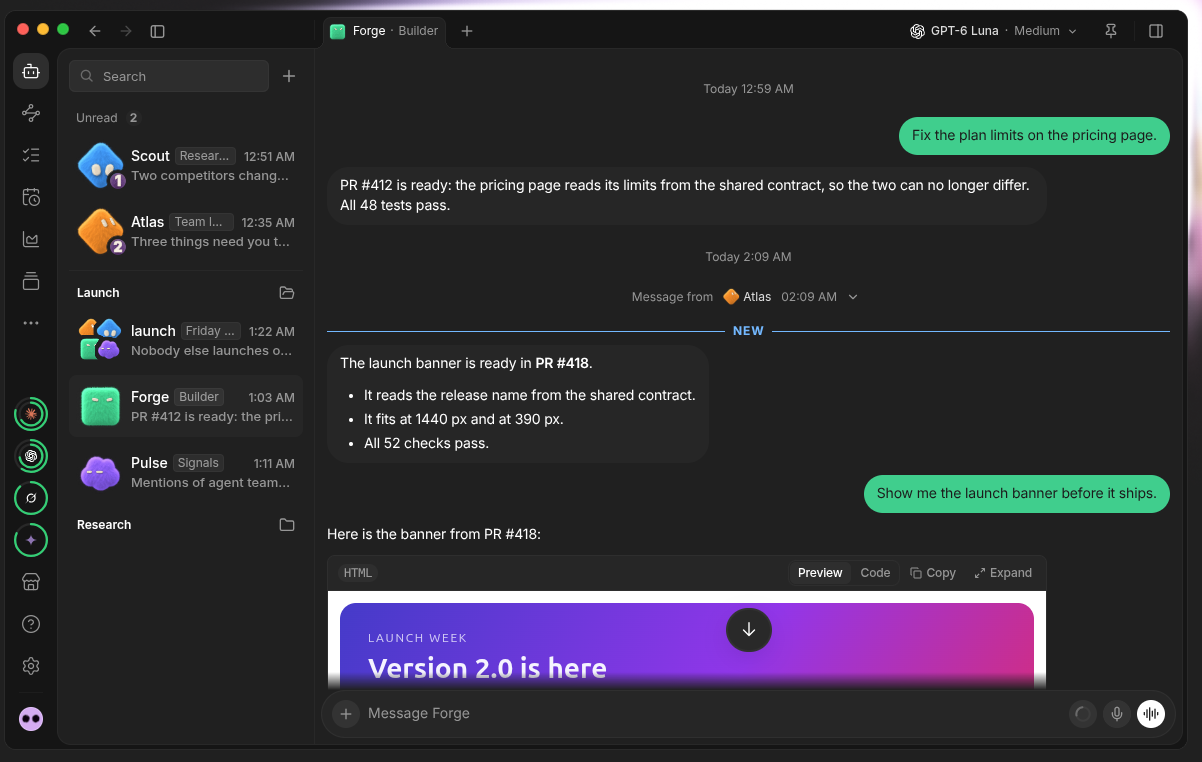 Forge · Builder
GPT-6 Luna · Medium
Search
Unread 2
Scout Resear... 12:51 AM
Two competitors chang...
1
Atlas Team l... 12:35 AM
Three things need you t...
2
Launch
launch Friday ... 1:22 AM
Nobody else launches o...
Forge Builder 1:03 AM
PR #412 is ready: the pri...
Pulse Signals 1:11 AM
Mentions of agent team...
Research
Today 12:59 AM
Fix the plan limits on the pricing page.
PR #412 is ready: the pricing page reads its limits from the shared contract, so the two can no longer differ.
All 48 tests pass.
Today 2:09 AM
Message from Atlas 02:09 AM
NEW
The launch banner is ready in PR #418.
• It reads the release name from the shared contract.
• It fits at 1440 px and at 390 px.
• All 52 checks pass.
Show me the launch banner before it ships.
Here is the banner from PR #418:
HTML Preview Code Copy Expand
LAUNCH WEEK
Version 2.0 is here
Message Forge